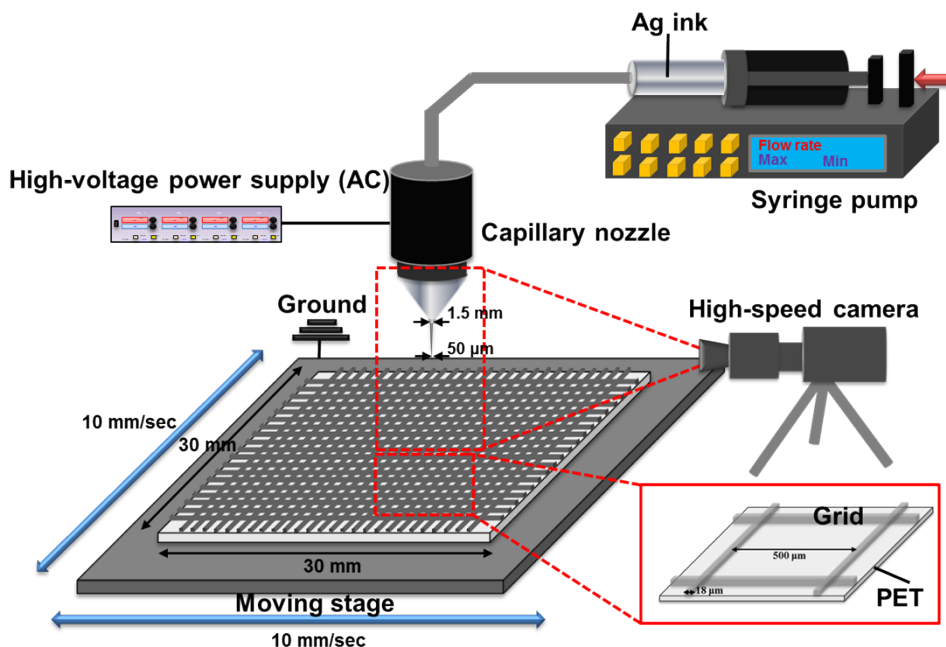 Ag ink
Flow rate
Max Min
Syringe pump
High-voltage power supply (AC)
Capillary nozzle
Ground
1.5 mm
High-speed camera
50 μm
10 mm/sec
30 mm
30 mm
Moving stage
10 mm/sec
Grid
500 μm
18 μm
PET